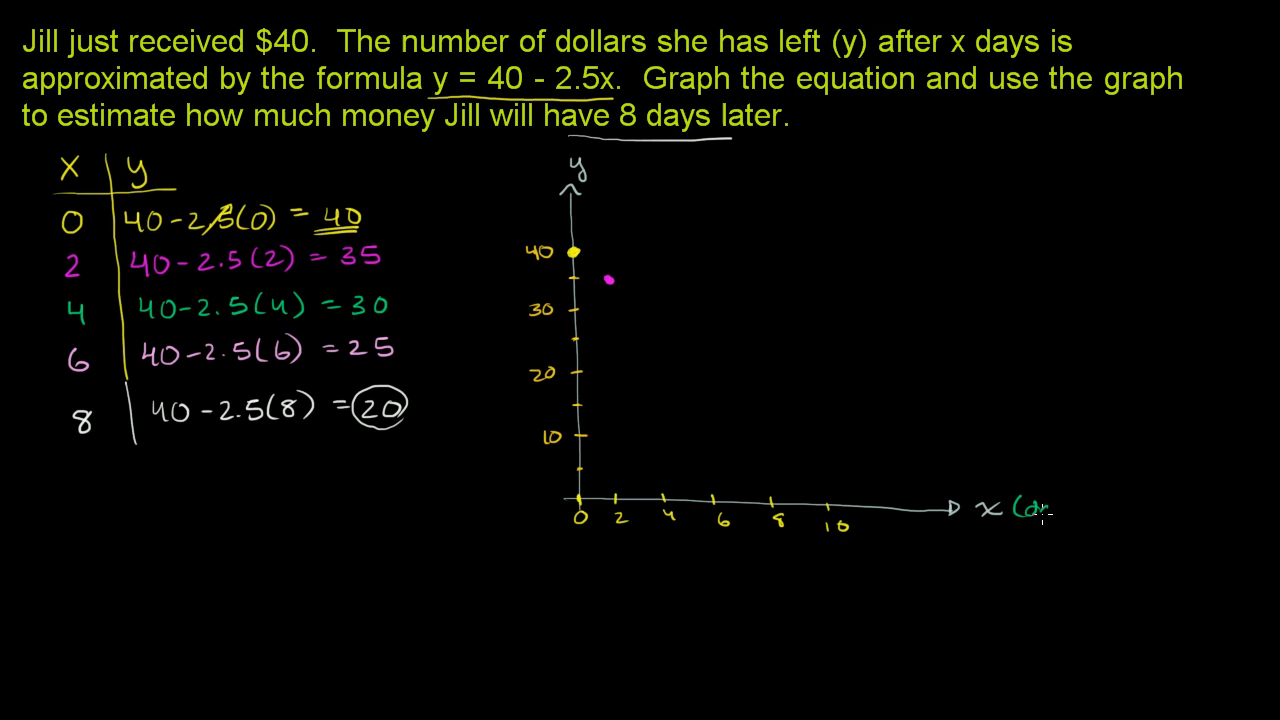 Jill just received $40. The number of dollars she has left (y) after x days is
approximated by the formula y = 40 - 2.5x. Graph the equation and use the graph
to estimate how much money Jill will have 8 days later.
x y
0 40-2.5(0) = 40
2 40-2.5(2) = 35
4 40-2.5(4) = 30
6 40-2.5(6) = 25
8 40-2.5(8) = 20
y
40
30
20
10
0 2 4 6 8 10
x (da